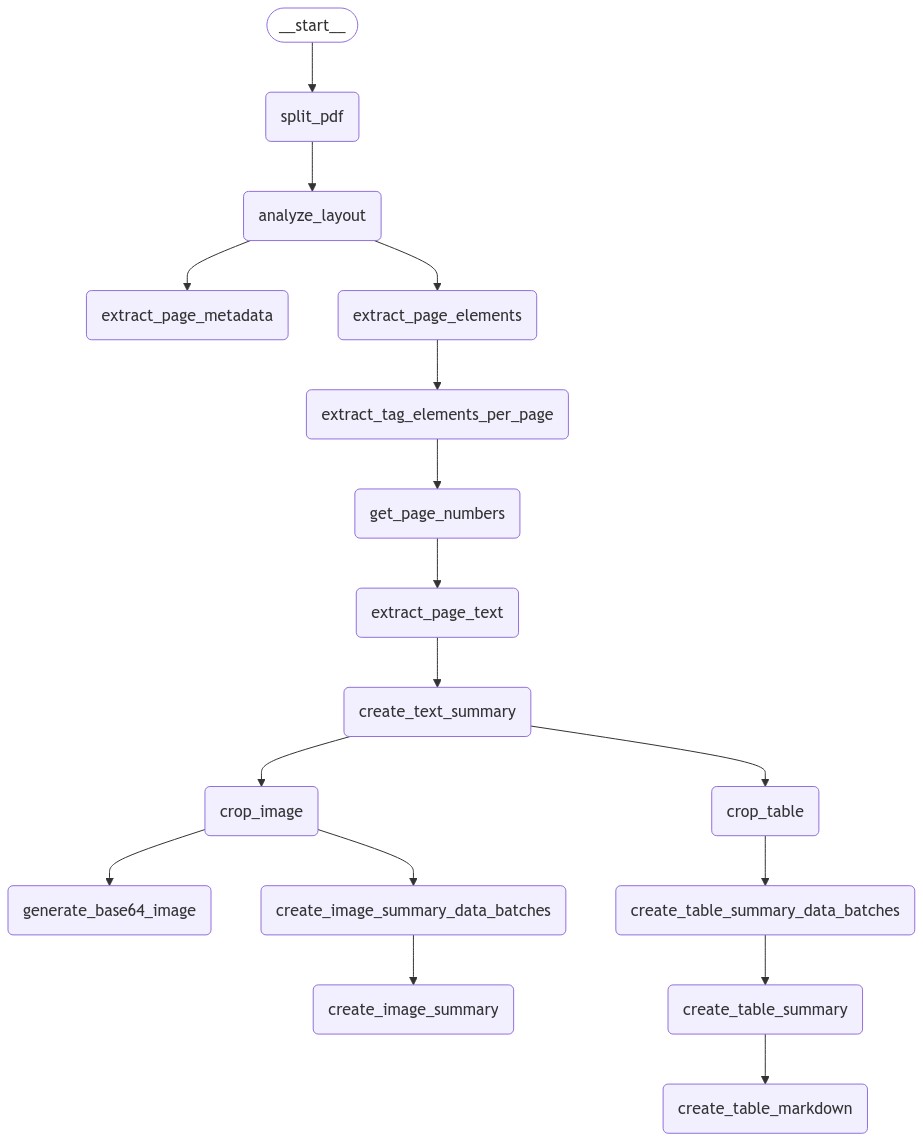 __start__
split_pdf
analyze_layout
extract_page_metadata
extract_page_elements
extract_tag_elements_per_page
get_page_numbers
extract_page_text
create_text_summary
crop_image
crop_table
generate_base64_image
create_image_summary_data_batches
create_table_summary_data_batches
create_image_summary
create_table_summary
create_table_markdown